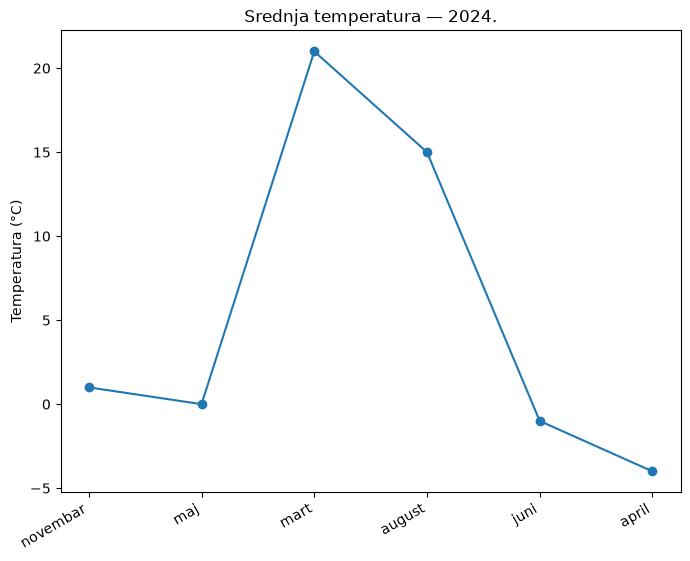 Srednja temperatura — 2024.
Temperatura (°C)
20
15
10
5
0
−5
novembar
maj
mart
august
juni
april